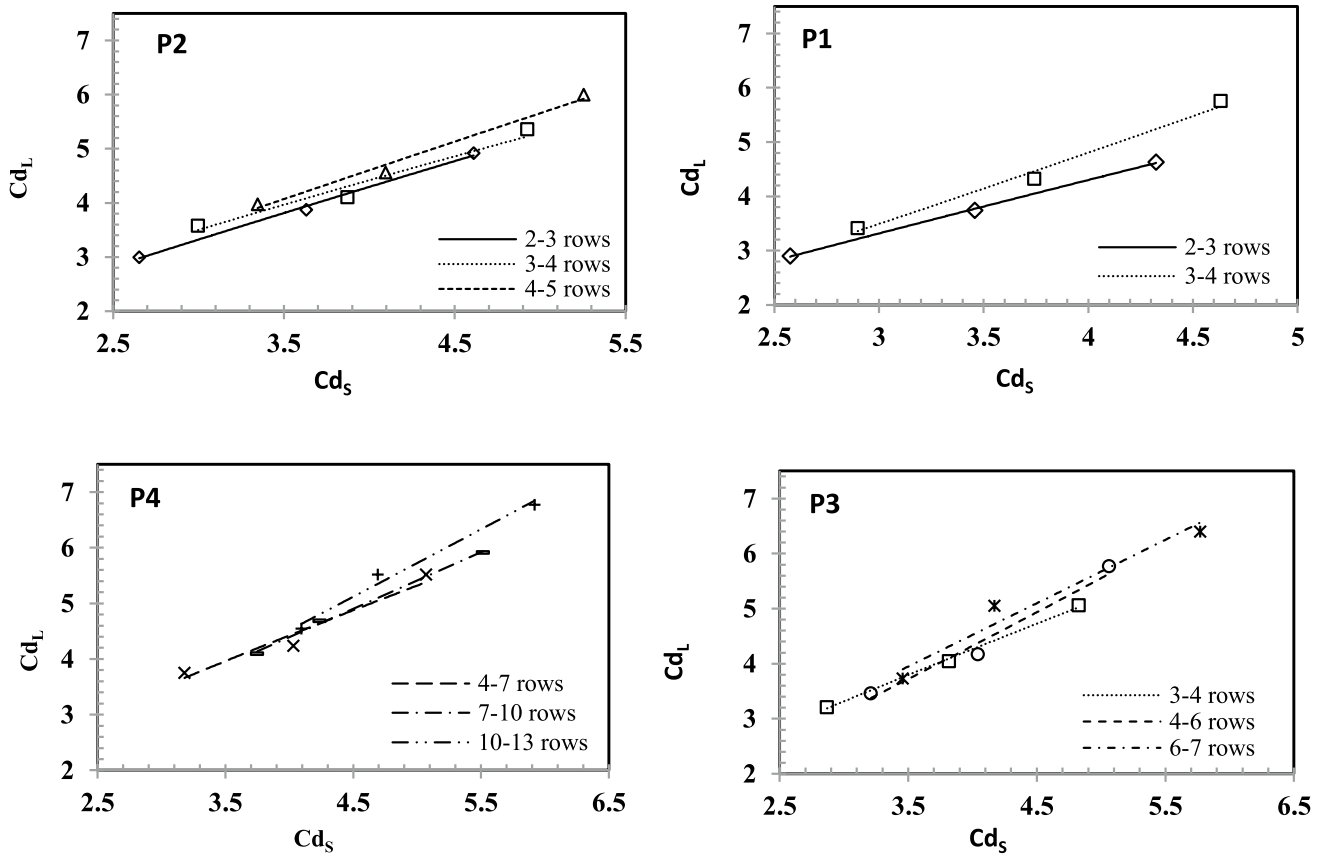 P2
7
6
5
4
3
2
Cd_L
2-3 rows
3-4 rows
4-5 rows
2.5 3.5 4.5 5.5
Cd_S
P1
7
6
5
4
3
2
Cd_L
2-3 rows
3-4 rows
2.5 3 3.5 4 4.5 5
Cd_S
P4
7
6
5
4
3
2
Cd_L
4-7 rows
7-10 rows
10-13 rows
2.5 3.5 4.5 5.5 6.5
Cd_S
P3
7
6
5
4
3
2
Cd_L
3-4 rows
4-6 rows
6-7 rows
2.5 3.5 4.5 5.5 6.5
Cd_S